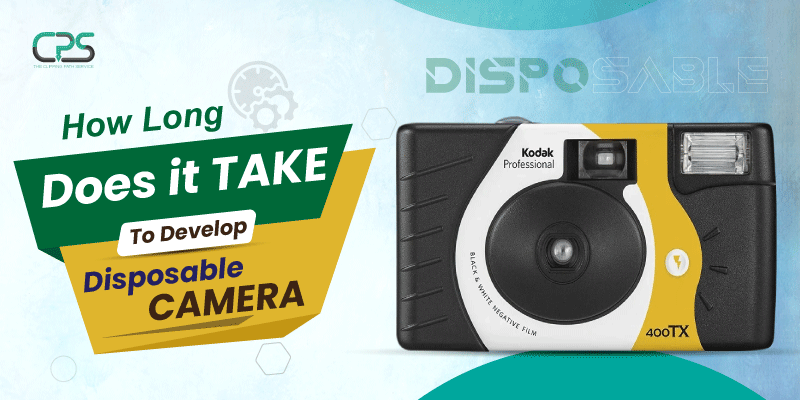 CPS
THE CLIPPING PATH SERVICE
How Long
Does it TAKE
To Develop
Disposable
CAMERA
DISPOSABLE
Kodak
Professional
BLACK & WHITE NEGATIVE FILM
400TX